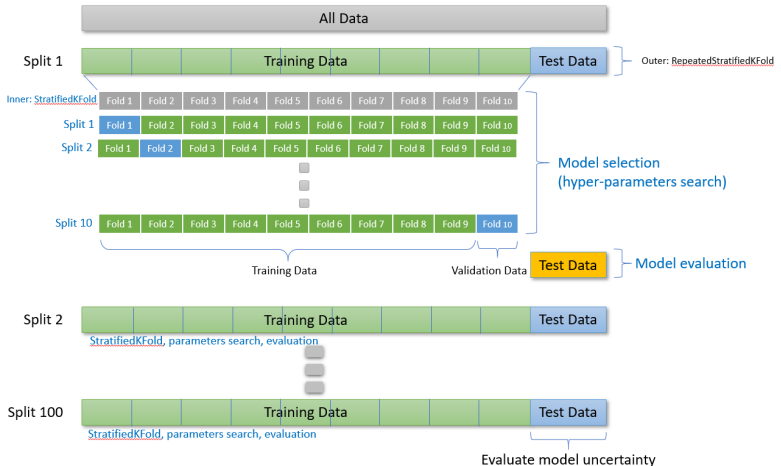 All Data
Split 1 Training Data Test Data Outer: RepeatedStratifiedKFold
Inner: StratifiedKFold Fold 1 Fold 2 Fold 3 Fold 4 Fold 5 Fold 6 Fold 7 Fold 8 Fold 9 Fold 10
Split 1 Fold 1 Fold 2 Fold 3 Fold 4 Fold 5 Fold 6 Fold 7 Fold 8 Fold 9 Fold 10
Split 2 Fold 1 Fold 2 Fold 3 Fold 4 Fold 5 Fold 6 Fold 7 Fold 8 Fold 9 Fold 10
Model selection
(hyper-parameters search)
Split 10 Fold 1 Fold 2 Fold 3 Fold 4 Fold 5 Fold 6 Fold 7 Fold 8 Fold 9 Fold 10
Training Data Validation Data
Test Data Model evaluation
Split 2 Training Data Test Data
StratifiedKFold, parameters search, evaluation
Split 100 Training Data Test Data
StratifiedKFold, parameters search, evaluation
Evaluate model uncertainty